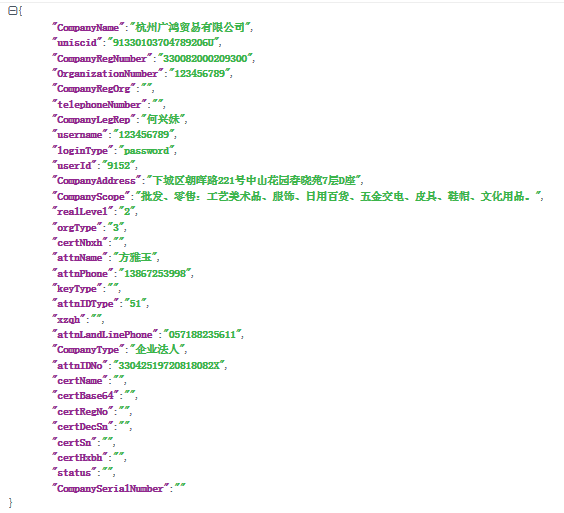 {
"CompanyName":"杭州广鸿贸易有限公司",
"uniscid":"91330103704789206U",
"CompanyRegNumber":"330082000209300",
"OrganizationNumber":"123456789",
"CompanyRegOrg":"",
"telephoneNumber":"",
"CompanyLegRep":"何兴妹",
"username":"123456789",
"loginType":"password",
"userId":"9152",
"CompanyAddress":"下城区朝晖路221号中山花园春晓苑7层D座",
"CompanyScope":"批发、零售：工艺美术品、服饰、日用百货、五金交电、皮具、鞋帽、文化用品。",
"realLevel":"2",
"orgType":"3",
"certNbxh":"",
"attnName":"方雅玉",
"attnPhone":"13867253998",
"keyType":"",
"attnIDType":"51",
"xzqh":"",
"attnLandLinePhone":"057188235611",
"CompanyType":"企业法人",
"attnIDNo":"33042519720818082X",
"certName":"",
"certBase64":"",
"certRegNo":"",
"certDecSn":"",
"certSn":"",
"certHxbh":"",
"status":"",
"CompanySerialNumber":""
}